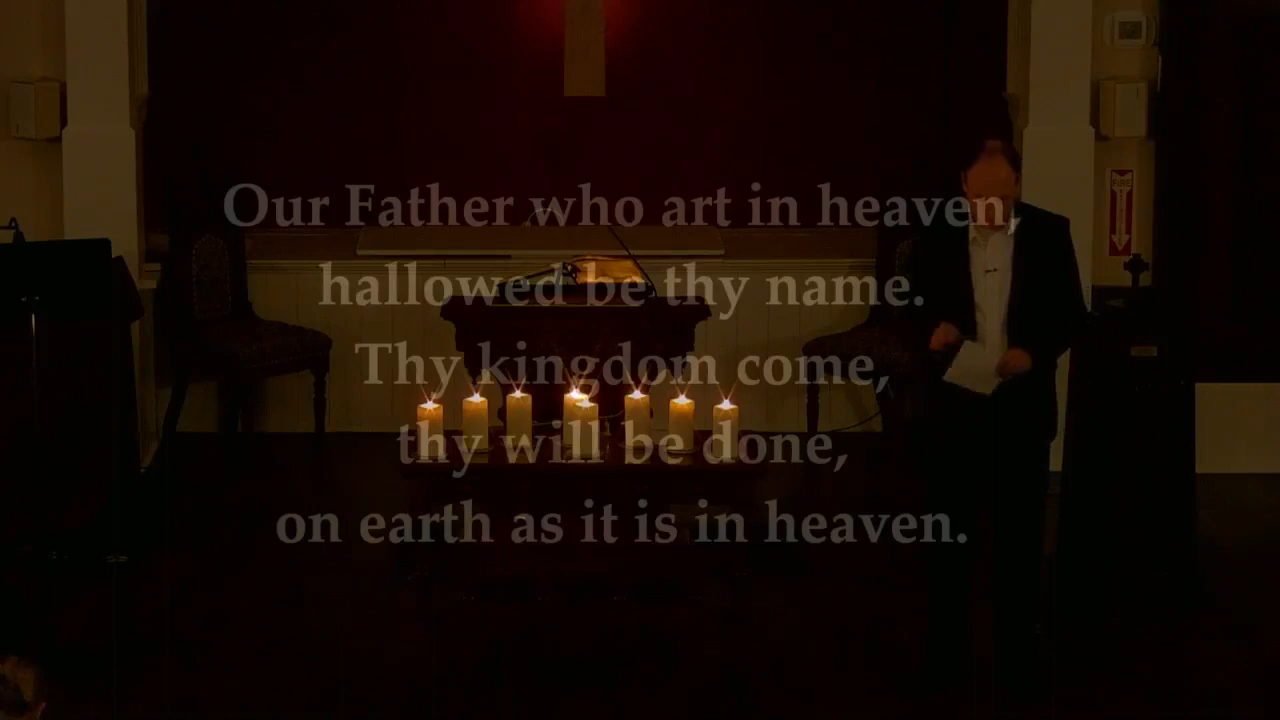 Our Father who art in heaven,
hallowed be thy name.
Thy kingdom come,
thy will be done,
on earth as it is in heaven.
FIRE